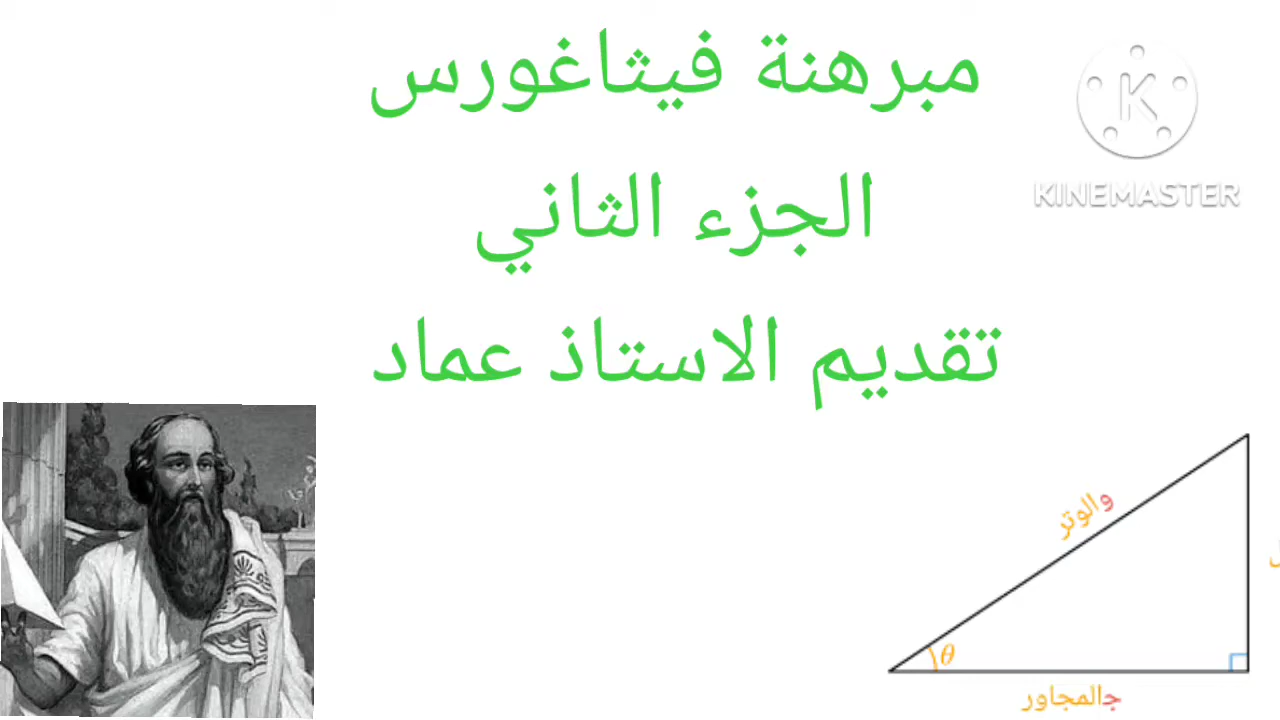 مبرهنة فيثاغورس
KINEMASTER
الجزء الثاني
تقديم الاستاذ عماد
والوتر
θ
جالمجاور